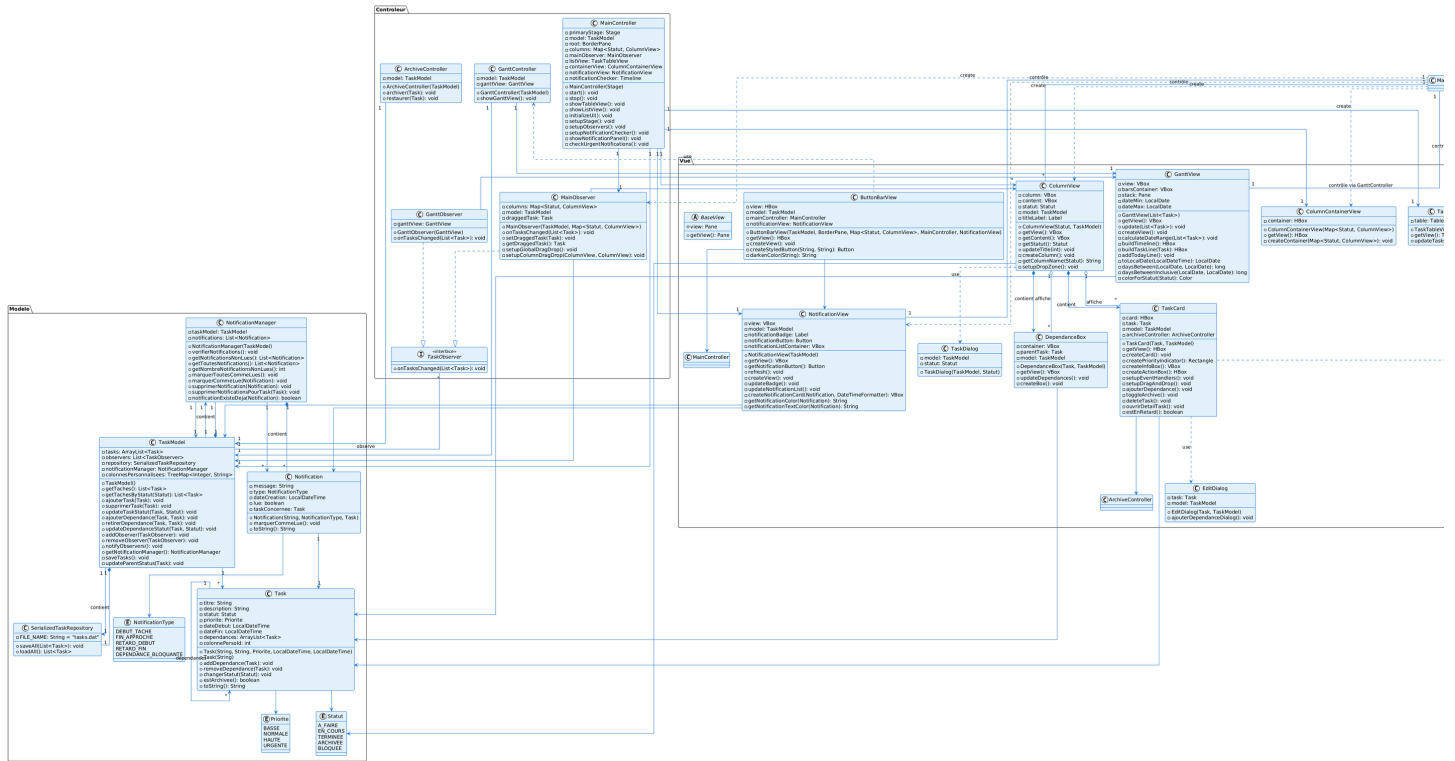 Controleur
MainController
primaryStage: Stage
model: TaskModel
root: BorderPane
columns: Map<Statut, ColumnView>
mainObserver: MainObserver
listView: TaskTableView
containerView: ColumnContainerView
notificationView: NotificationView
notificationChecker: Timeline
MainController(Stage)
start(): void
stop(): void
showTableView(): void
showListView(): void
initializeUI(): void
setupStage(): void
setupObservers(): void
setupNotificationChecker(): void
showNotificationPanel(): void
checkUrgentNotifications(): void
ArchiveController
model: TaskModel
ArchiveController(TaskModel)
archiver(Task): void
restaurer(Task): void
GanttController
model: TaskModel
ganttView: GanttView
GanttController(TaskModel)
showGanttView(): void
create
contrôle
contrôle
create
create
use
GanttObserver
ganttView: GanttView
GanttObserver(GanttView)
onTasksChanged(List<Task>): void
MainObserver
columns: Map<Statut, ColumnView>
model: TaskModel
draggedTask: Task
MainObserver(TaskModel, Map<Statut, ColumnView>)
onTasksChanged(List<Task>): void
setDraggedTask(Task): void
getDraggedTask(): Task
setupGlobalDragDrop(): void
setupColumnDragDrop(ColumnView, ColumnView): void
«interface»
TaskObserver
onTasksChanged(List<Task>): void
Vue
BaseView
view: Pane
getView(): Pane
ButtonBarView
view: HBox
model: TaskModel
mainController: MainController
notificationView: NotificationView
ButtonBarView(TaskModel, BorderPane, Map<Statut, ColumnView>, MainController, NotificationView)
getView(): HBox
createView(): void
createStyledButton(String, String): Button
darkenColor(String): String
ColumnView
column: VBox
content: VBox
statut: Statut
model: TaskModel
titleLabel: Label
ColumnView(Statut, TaskModel)
getView(): VBox
getContent(): VBox
getStatut(): Statut
updateTitle(int): void
createColumn(): void
getColumnName(Statut): String
setupDropZone(): void
GanttView
view: VBox
barsContainer: VBox
stack: Pane
dateMin: LocalDate
dateMax: LocalDate
GanttView(List<Task>)
getView(): VBox
update(List<Task>): void
createView(): void
calculateDateRange(List<Task>): void
buildTimeline(): HBox
buildTaskLine(Task): HBox
addTodayLine(): void
toLocalDate(LocalDateTime): LocalDate
daysBetween(LocalDate, LocalDate): long
daysBetweenInclusive(LocalDate, LocalDate): long
colorForStatut(Statut): Color
contrôle via GanttController
ColumnContainerView
container: HBox
ColumnContainerView(Map<Statut, ColumnView>)
getView(): HBox
createContainer(Map<Statut, ColumnView>): void
use
contient
affiche
contient
affiche
MainController
NotificationView
view: VBox
model: TaskModel
notificationBadge: Label
notificationButton: Button
notificationListContainer: VBox
NotificationView(TaskModel)
getView(): VBox
getNotificationButton(): Button
refresh(): void
createView(): void
updateBadge(): void
updateNotificationList(): void
createNotificationCard(Notification, DateTimeFormatter): VBox
getNotificationColor(Notification): String
getNotificationTextColor(Notification): String
TaskDialog
model: TaskModel
statut: Statut
TaskDialog(TaskModel, Statut)
DependanceBox
container: VBox
parentTask: Task
model: TaskModel
DependanceBox(Task, TaskModel)
getView(): VBox
updateDependances(): void
createBox(): void
TaskCard
card: HBox
task: Task
model: TaskModel
archiveController: ArchiveController
TaskCard(Task, TaskModel)
getView(): HBox
createCard(): void
createPriorityIndicator(): Rectangle
createInfoBox(): VBox
createActionBox(): HBox
setupEventHandlers(): void
setupDragAndDrop(): void
ajouterDependance(): void
toggleArchive(): void
deleteTask(): void
ouvrirDetailTask(): void
estEnRetard(): boolean
use
ArchiveController
EditDialog
task: Task
model: TaskModel
EditDialog(Task, TaskModel)
ajouterDependanceDialog(): void
Modele
NotificationManager
taskModel: TaskModel
notifications: List<Notification>
NotificationManager(TaskModel)
verifierNotifications(): void
getNotificationsNonLues(): List<Notification>
getToutesNotifications(): List<Notification>
getNombreNotificationsNonLues(): int
marquerToutesCommeLues(): void
marquerCommeLue(Notification): void
supprimerNotification(Notification): void
supprimerNotificationsPourTask(Task): void
notificationExisteDeja(Notification): boolean
contient
contient
observe
TaskModel
tasks: ArrayList<Task>
observers: List<TaskObserver>
repository: SerializedTaskRepository
notificationManager: NotificationManager
colonnesPersonnalisees: TreeMap<Integer, String>
TaskModel()
getTaches(): List<Task>
getTachesByStatut(Statut): List<Task>
ajouterTask(Task): void
supprimerTask(Task): void
updateTaskStatut(Task, Statut): void
ajouterDependance(Task, Task): void
retirerDependance(Task, Task): void
updateDependanceStatut(Task, Statut): void
addObserver(TaskObserver): void
removeObserver(TaskObserver): void
notifyObservers(): void
getNotificationManager(): NotificationManager
saveTasks(): void
updateParentStatus(Task): void
Notification
message: String
type: NotificationType
dateCreation: LocalDateTime
lue: boolean
taskConcernee: Task
Notification(String, NotificationType, Task)
marquerCommeLue(): void
toString(): String
contient
SerializedTaskRepository
FILE_NAME: String = "tasks.dat"
saveAll(List<Task>): void
loadAll(): List<Task>
NotificationType
DEBUT_TACHE
FIN_APPROCHE
RETARD_DEBUT
RETARD_FIN
DEPENDANCE_BLOQUANTE
Task
titre: String
description: String
statut: Statut
priorite: Priorite
dateDebut: LocalDateTime
dateFin: LocalDateTime
dependances: ArrayList<Task>
colonnePersoId: int
Task(String, String, Priorite, LocalDateTime, LocalDateTime)
Task(String)
addDependance(Task): void
removeDependance(Task): void
changerStatut(Statut): void
estArchivee(): boolean
toString(): String
Priorite
BASSE
NORMALE
HAUTE
URGENTE
Statut
A_FAIRE
EN_COURS
TERMINEE
ARCHIVEE
BLOQUEE